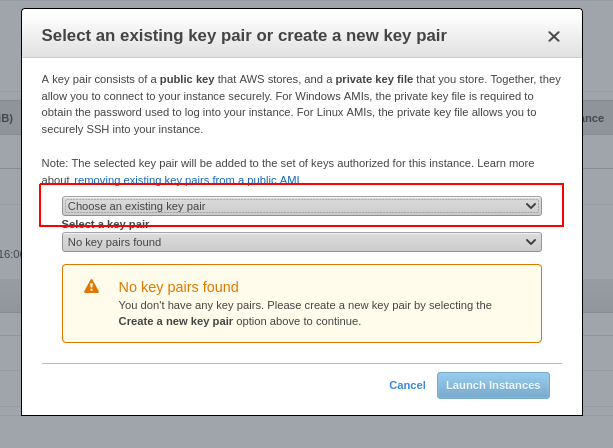 Select an existing key pair or create a new key pair
A key pair consists of a public key that AWS stores, and a private key file that you store. Together, they
allow you to connect to your instance securely. For Windows AMIs, the private key file is required to
obtain the password used to log into your instance. For Linux AMIs, the private key file allows you to
securely SSH into your instance.
Note: The selected key pair will be added to the set of keys authorized for this instance. Learn more
about removing existing key pairs from a public AMI
Choose an existing key pair
Select a key pair
No key pairs found
No key pairs found
You don't have any key pairs. Please create a new key pair by selecting the
Create a new key pair option above to continue.
Cancel
Launch Instances